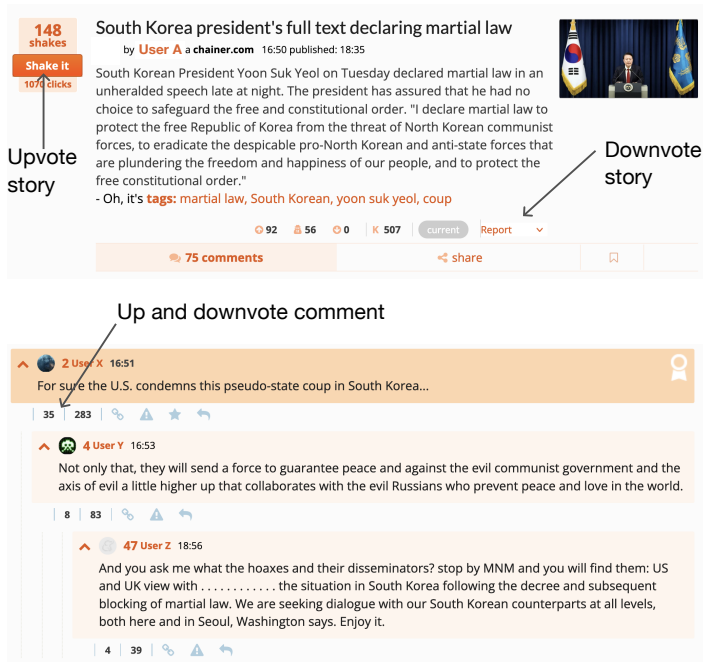 148
shakes
Shake it
1070 clicks
South Korea president's full text declaring martial law
by User A a chainer.com 16:50 published: 18:35
South Korean President Yoon Suk Yeol on Tuesday declared martial law in an
unheralded speech late at night. The president has assured that he had no
choice to safeguard the free and constitutional order. "I declare martial law to
protect the free Republic of Korea from the threat of North Korean communist
forces, to eradicate the despicable pro-North Korean and anti-state forces that
are plundering the freedom and happiness of our people, and to protect the
free constitutional order."
- Oh, it's tags: martial law, South Korean, yoon suk yeol, coup
Upvote
story
Downvote
story
92 56 0 K 507 current Report
75 comments share
Up and downvote comment
2 User X 16:51
For sure the U.S. condemns this pseudo-state coup in South Korea...
35 283
4 User Y 16:53
Not only that, they will send a force to guarantee peace and against the evil communist government and the
axis of evil a little higher up that collaborates with the evil Russians who prevent peace and love in the world.
8 83
47 User Z 18:56
And you ask me what the hoaxes and their disseminators? stop by MNM and you will find them: US
and UK view with . . . . . . . . . . . . the situation in South Korea following the decree and subsequent
blocking of martial law. We are seeking dialogue with our South Korean counterparts at all levels,
both here and in Seoul, Washington says. Enjoy it.
4 39